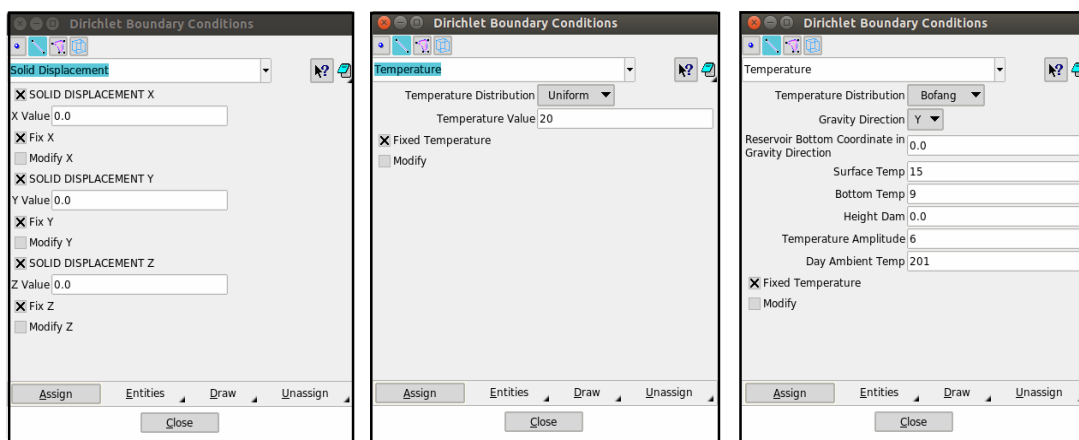 Dirichlet Boundary Conditions
Solid Displacement
SOLID DISPLACEMENT X
X Value 0.0
Fix X
Modify X
SOLID DISPLACEMENT Y
Y Value 0.0
Fix Y
Modify Y
SOLID DISPLACEMENT Z
Z Value 0.0
Fix Z
Modify Z
Assign Entities Draw Unassign
Close
Dirichlet Boundary Conditions
Temperature
Temperature Distribution Uniform
Temperature Value 20
Fixed Temperature
Modify
Assign Entities Draw Unassign
Close
Dirichlet Boundary Conditions
Temperature
Temperature Distribution Bofang
Gravity Direction Y
Reservoir Bottom Coordinate in
Gravity Direction 0.0
Surface Temp 15
Bottom Temp 9
Height Dam 0.0
Temperature Amplitude 6
Day Ambient Temp 201
Fixed Temperature
Modify
Assign Entities Draw Unassign
Close